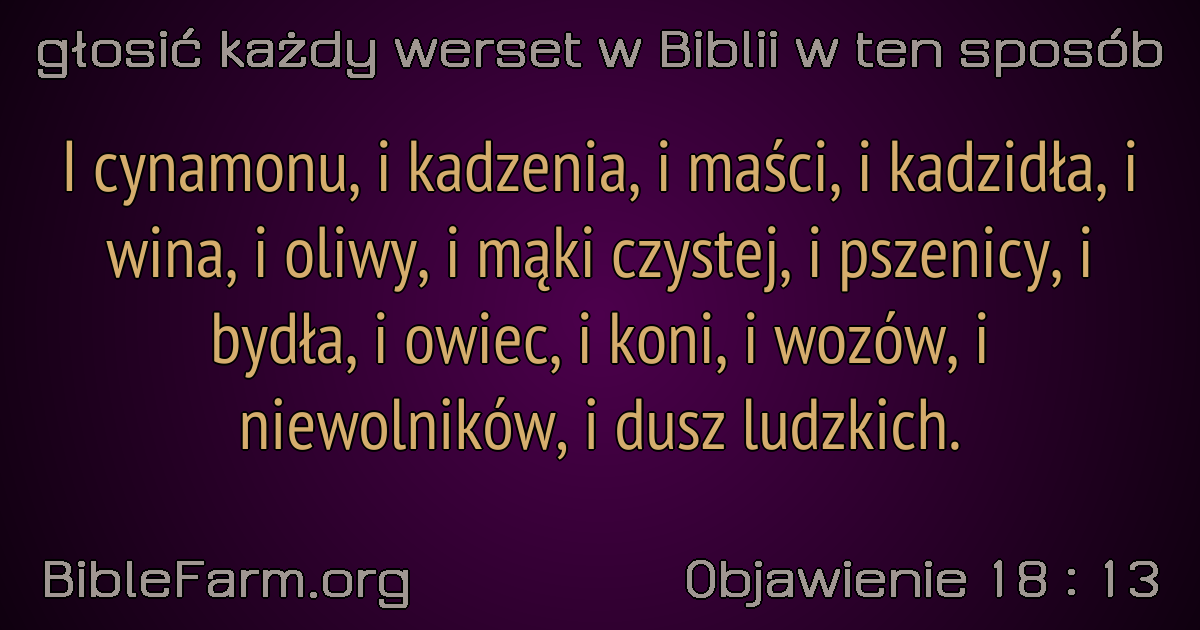 głosić każdy werset w Biblii w ten sposób
I cynamonu, i kadzenia, i maści, i kadzidła, i
wina, i oliwy, i mąki czystej, i pszenicy, i
bydła, i owiec, i koni, i wozów, i
niewolników, i dusz ludzkich.
BibleFarm.org
Objawienie 18 : 13